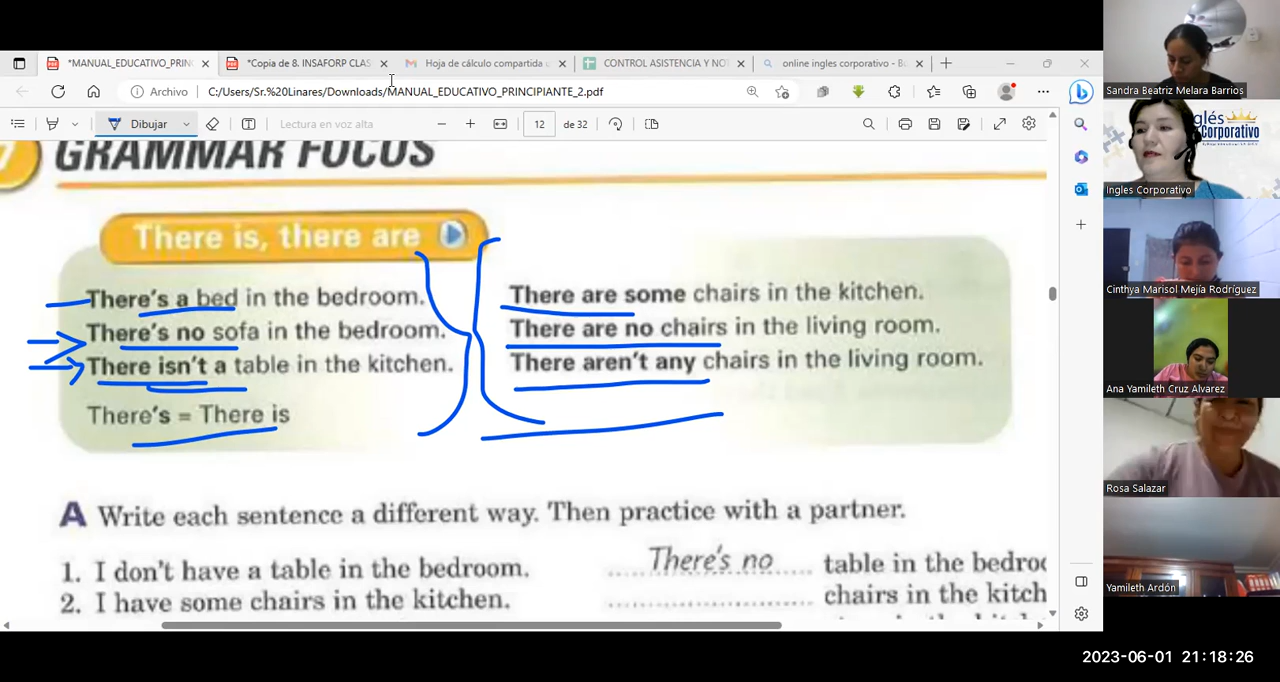 *MANUAL_EDUCATIVO_PRIN
*Copia de 8. INSAFORP CLAS
Hoja de cálculo compartida
CONTROL ASISTENCIA Y NO
online ingles corporativo - B
Archivo
C:/Users/Sr.%20Linares/Downloads/MANUAL_EDUCATIVO_PRINCIPIANTE_2.pdf
Dibujar
Lectura en voz alta
12
de 32
GRAMMAR FOCUS
There is, there are
There's a bed in the bedroom.
There's no sofa in the bedroom.
There isn't a table in the kitchen.
There's = There is
There are some chairs in the kitchen.
There are no chairs in the living room.
There aren't any chairs in the living room.
A Write each sentence a different way. Then practice with a partner.
1. I don't have a table in the bedroom. There's no table in the bedroo
2. I have some chairs in the kitchen. chairs in the kitch
Sandra Beatriz Melara Barrios
glés
Corporativo
Ingles Corporativo
Cinthya Marisol Mejía Rodríguez
Ana Yamileth Cruz Alvarez
Rosa Salazar
Yamileth Ardón
2023-06-01 21:18:26